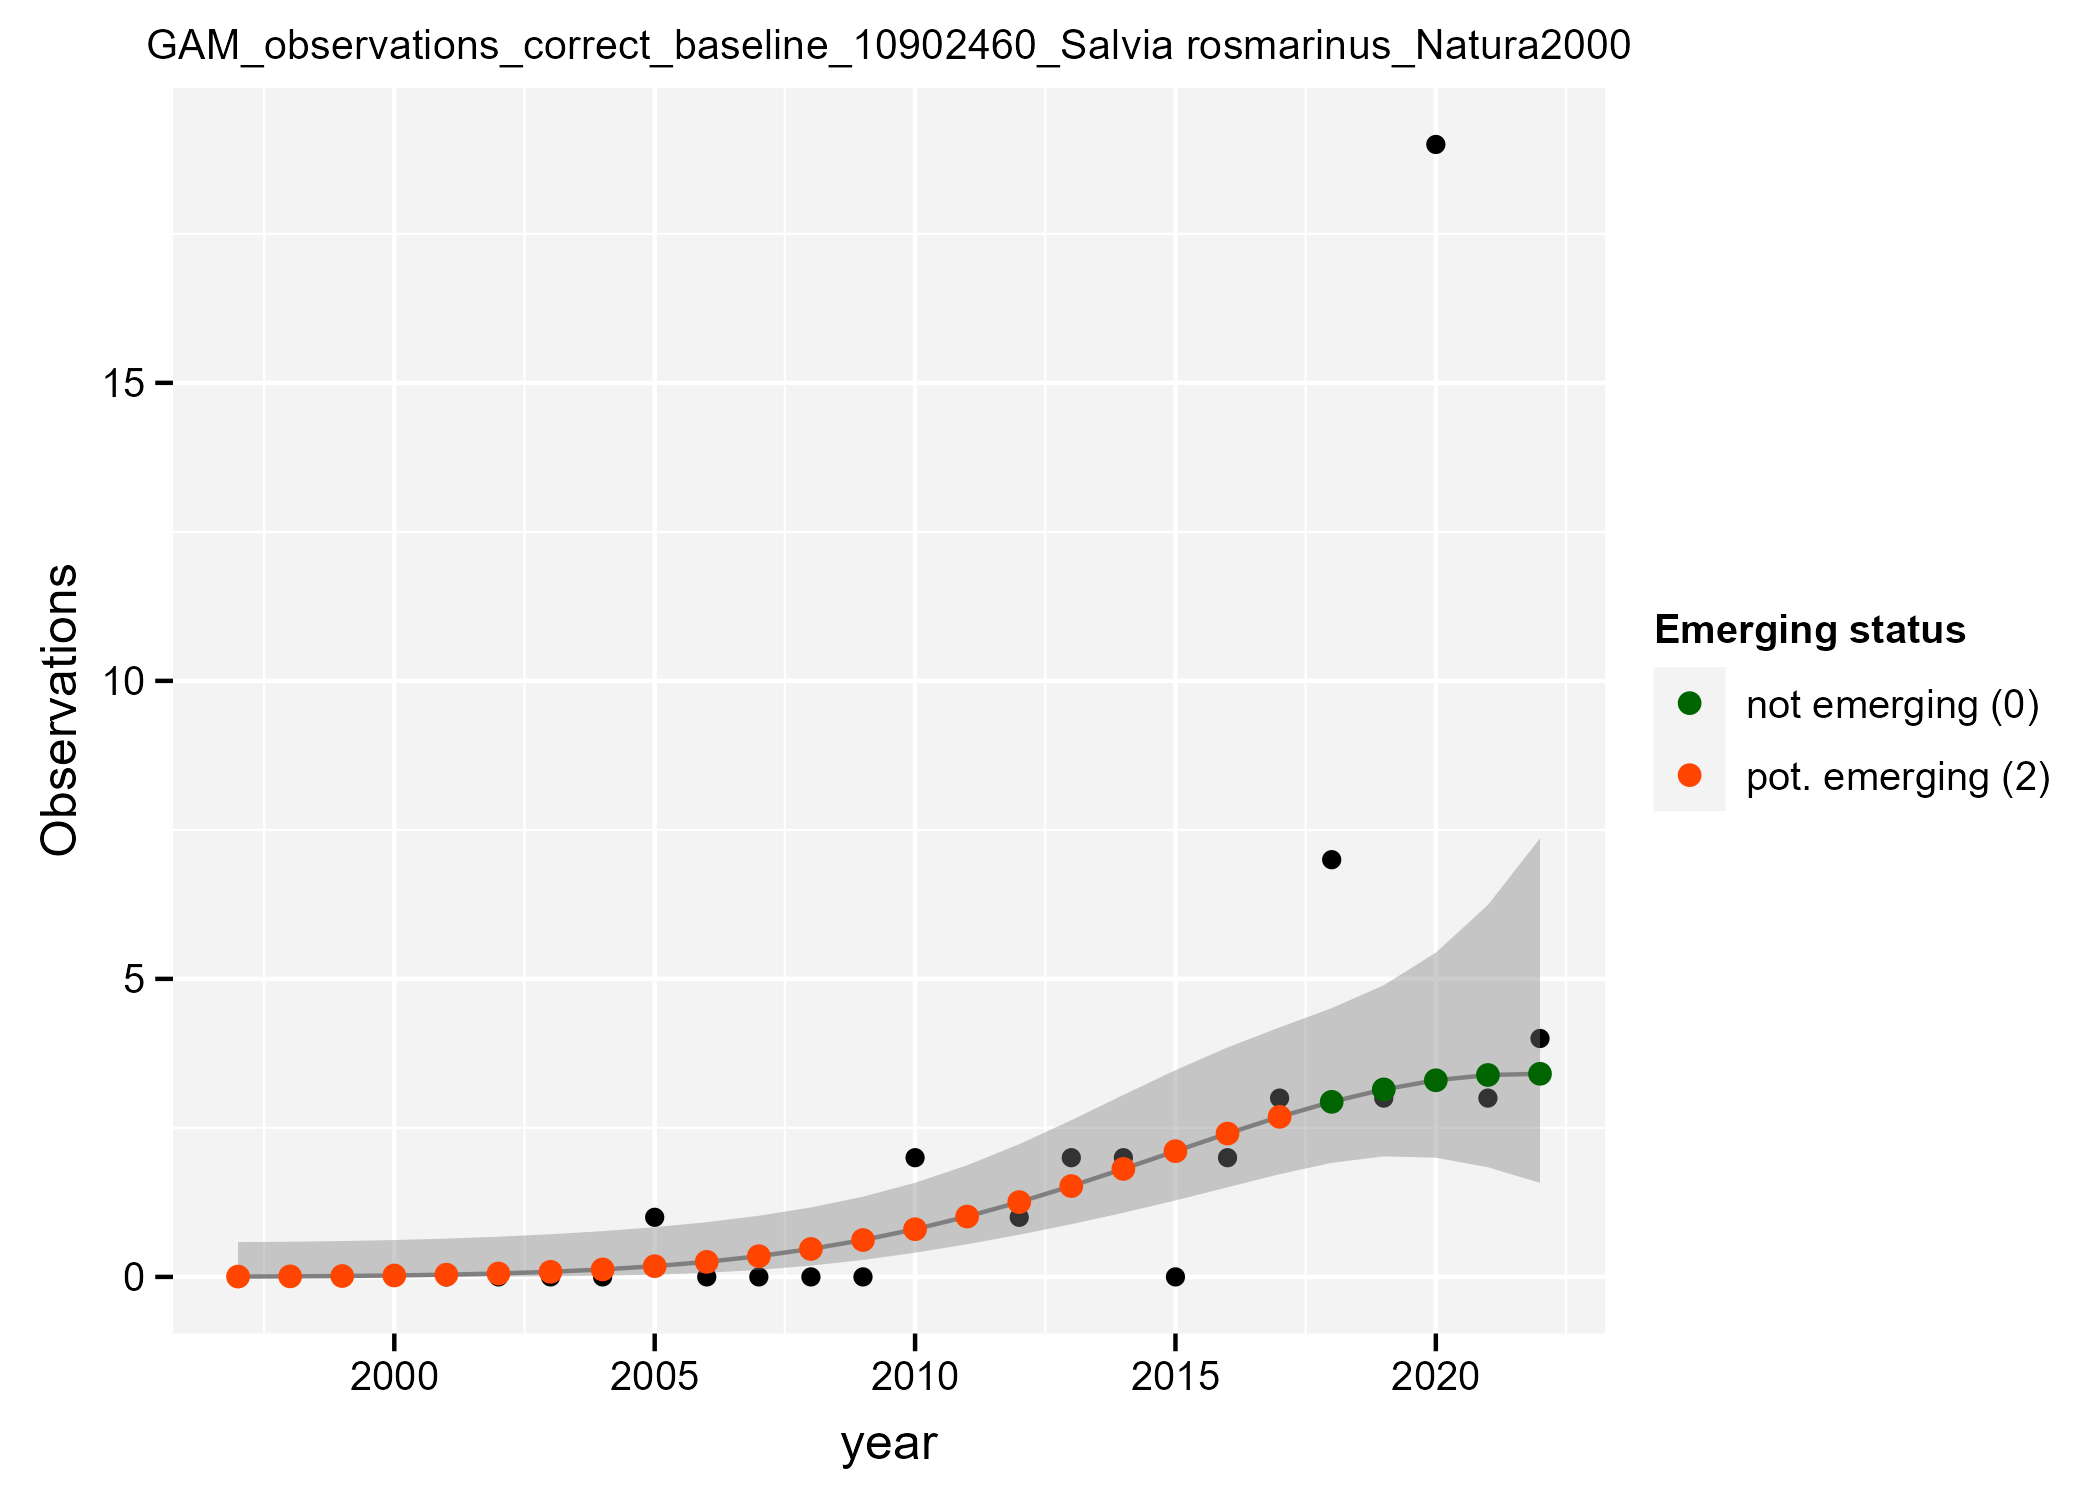 GAM_observations_correct_baseline_10902460_Salvia rosmarinus_Natura2000
Observations
15
10
5
0
2000 2005 2010 2015 2020
year
Emerging status
not emerging (0)
pot. emerging (2)